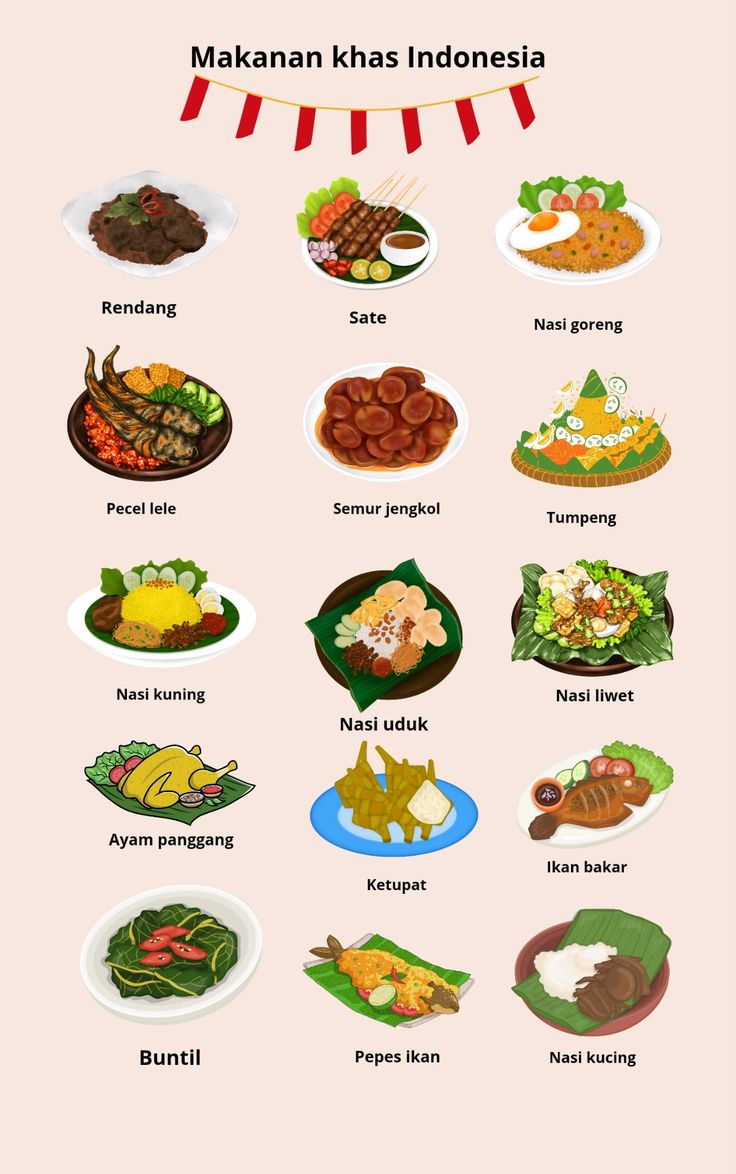 Makanan khas Indonesia
Rendang
Sate
Nasi goreng
Pecel lele
Semur jengkol
Tumpeng
Nasi kuning
Nasi uduk
Nasi liwet
Ayam panggang
Ketupat
Ikan bakar
Buntil
Pepes ikan
Nasi kucing